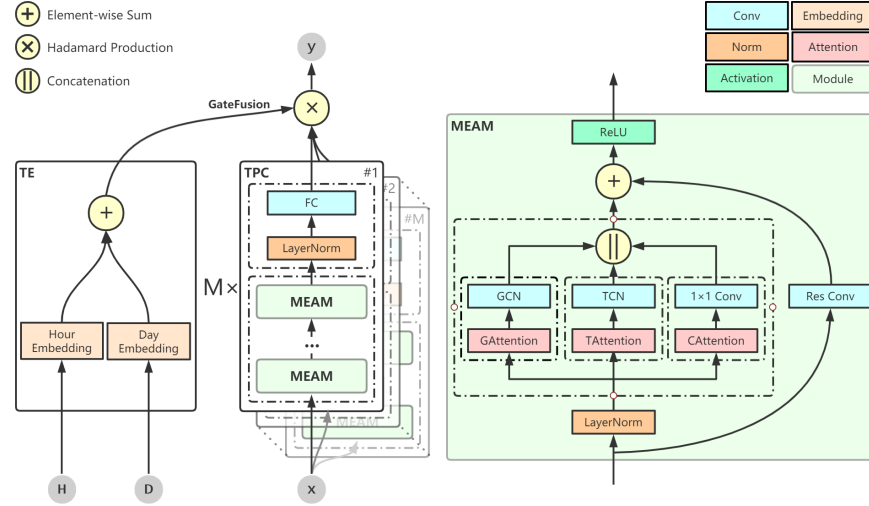 Element-wise Sum
Hadamard Production
Concatenation
Conv
Embedding
Norm
Attention
Activation
Module
y
GateFusion
TE
Hour
Embedding
Day
Embedding
H
D
M×
TPC
#1
#2
#M
FC
LayerNorm
MEAM
...
MEAM
MEAM
x
MEAM
ReLU
GCN
TCN
1×1 Conv
Res Conv
GAttention
TAttention
CAttention
LayerNorm